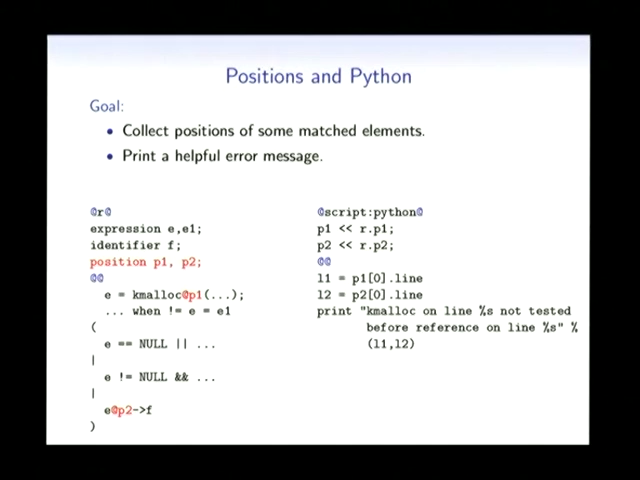 Positions and Python
Goal:
• Collect positions of some matched elements.
• Print a helpful error message.
@r@
expression e,e1;
identifier f;
position p1, p2;
@@
e = kmalloc@p1(...);
... when != e = e1
(
e == NULL || ...
|
e != NULL && ...
|
e@p2->f
)
@script:python@
p1 << r.p1;
p2 << r.p2;
@@
l1 = p1[0].line
l2 = p2[0].line
print "kmalloc on line %s not tested
before reference on line %s" %
(l1,l2)